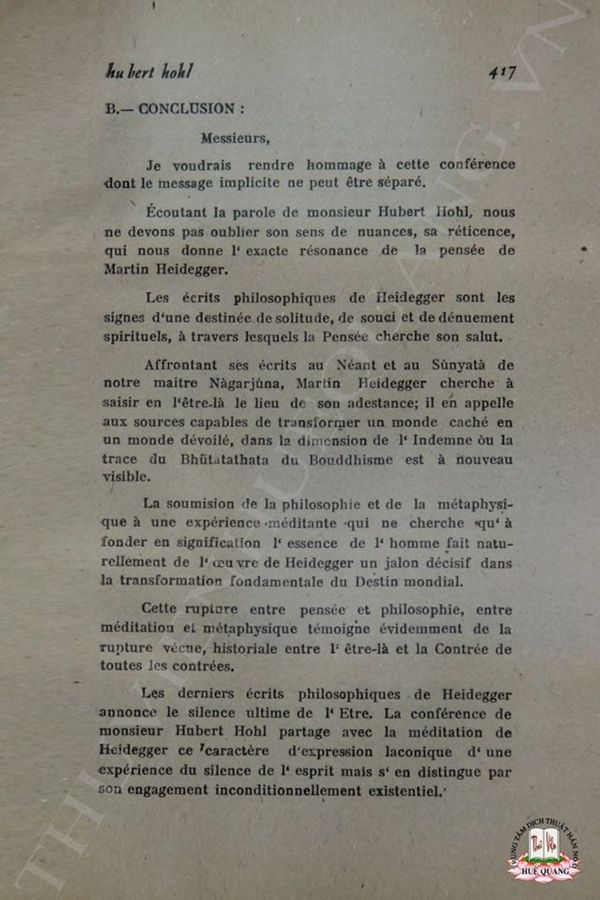 hubert hohl 417
B.— CONCLUSION :
Messieurs,
Je voudrais rendre hommage à cette conférence
dont le message implicite ne peut être séparé.
Écoutant la parole de monsieur Hubert Hohl, nous
ne devons pas oublier son sens de nuances, sa réticence,
qui nous donne l‘ exacte résonance de la pensée de
Martin Heidegger.
Les écrits philosophiques de Heidegger sont les
signes d‘une destinée de solitude, de souci et de dénuement
spirituels, à travers lesquels la Pensée cherche son salut.
Affrontant ses écrits au Néant et au Sùnyatà de
notre maitre Nàgarjùna, Martin Heidegger cherche à
saisir en l‘être-là le lieu de son adestance; il en appelle
aux sources capables de transformer un monde caché en
un monde dévoilé, dans la dimension de l‘ Indemne òu la
trace du Bhūtatathata du Bouddhisme est à nouveau
visible.
La soumision de la philosophie et de la métaphysi-
que à une expérience méditante qui ne cherche qu‘ à
fonder en signification l‘ essence de l‘ homme fait natu-
rellement de l‘ œuvre de Heidegger un jalon décisif dans
la transformation fondamentale du Destin mondial.
Cette rupture entre pensée et philosophie, entre
méditation et métaphysique témoigne évidemment de la
rupture vécue, historiale entre l‘ être-là et la Contrée de
toutes les contrées.
Les derniers écrits philosophiques de Heidegger
annonce le silence ultime de l‘ Etre. La conférence de
monsieur Hubert Hohl partage avec la méditation de
Heidegger ce caractère d‘expression laconique d‘ une
expérience du silence de l‘ esprit mais s‘ en distingue par
son engagement inconditionnellement existentiel.
TRUNG TÂM DỊCH THUẬT HÁN NÔM
HUỆ QUANG